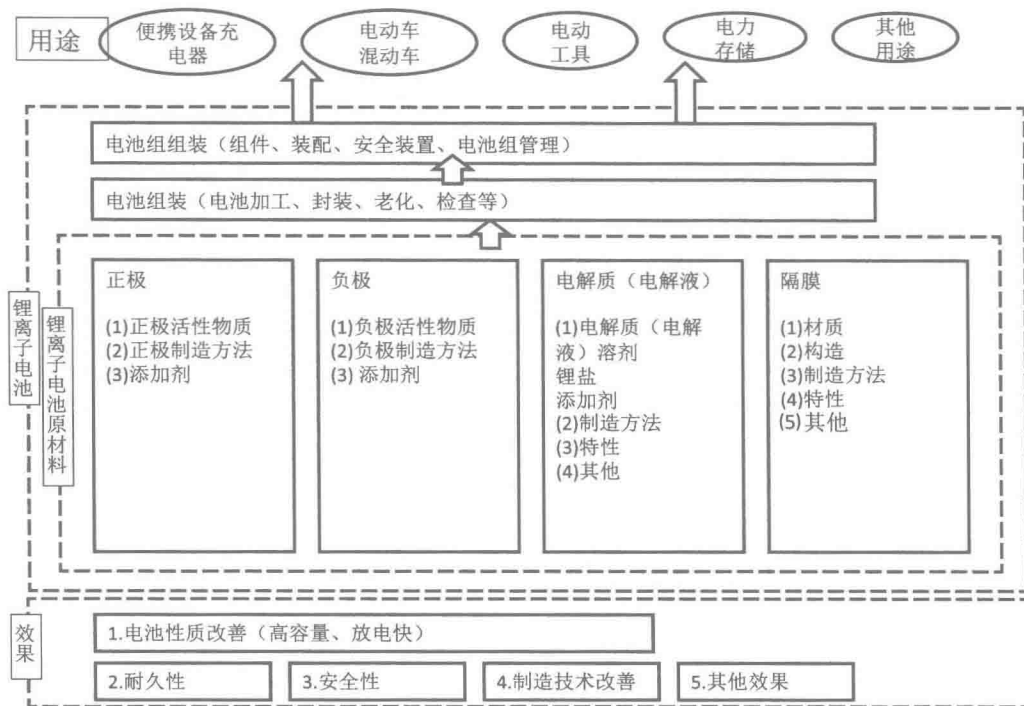 用途
便携设备充
电器
电动车
混动车
电动
工具
电力
存储
其他
用途
电池组组装（组件、装配、安全装置、电池组管理）
电池组装（电池加工、封装、老化、检查等）
锂离子电池
锂离子电池原材料
正极
(1)正极活性物质
(2)正极制造方法
(3)添加剂
负极
(1)负极活性物质
(2)负极制造方法
(3) 添加剂
电解质（电解液）
(1)电解质（电解
液）溶剂
锂盐
添加剂
(2)制造方法
(3)特性
(4)其他
隔膜
(1)材质
(2)构造
(3)制造方法
(4)特性
(5)其他
效果
1.电池性质改善（高容量、放电快）
2.耐久性
3.安全性
4.制造技术改善
5.其他效果